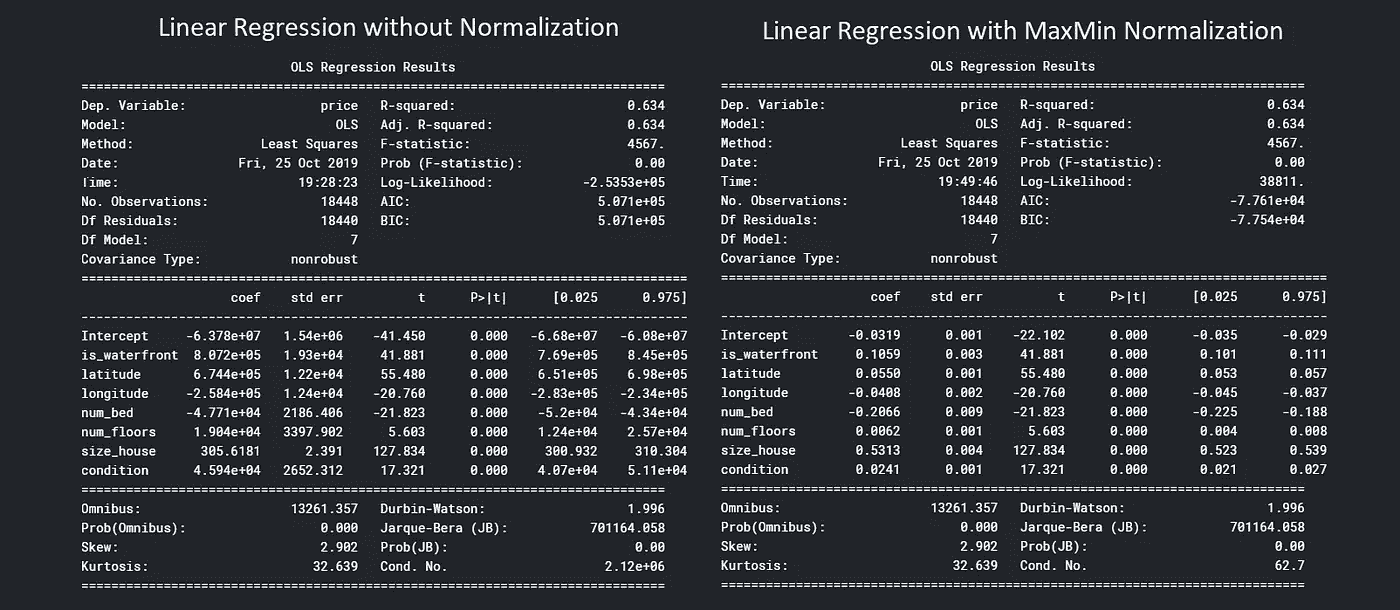 Linear Regression without Normalization
OLS Regression Results
==============================================================================
Dep. Variable: price R-squared: 0.634
Model: OLS Adj. R-squared: 0.634
Method: Least Squares F-statistic: 4567.
Date: Fri, 25 Oct 2019 Prob (F-statistic): 0.00
Time: 19:28:23 Log-Likelihood: -2.5353e+05
No. Observations: 18448 AIC: 5.071e+05
Df Residuals: 18440 BIC: 5.071e+05
Df Model: 7
Covariance Type: nonrobust
=================================================================================
coef std err t P>|t| [0.025 0.975]
---------------------------------------------------------------------------------
Intercept -6.378e+07 1.54e+06 -41.450 0.000 -6.68e+07 -6.08e+07
is_waterfront 8.072e+05 1.93e+04 41.881 0.000 7.69e+05 8.45e+05
latitude 6.744e+05 1.22e+04 55.480 0.000 6.51e+05 6.98e+05
longitude -2.584e+05 1.24e+04 -20.760 0.000 -2.83e+05 -2.34e+05
num_bed -4.771e+04 2186.406 -21.823 0.000 -5.2e+04 -4.34e+04
num_floors 1.904e+04 3397.902 5.603 0.000 1.24e+04 2.57e+04
size_house 305.6181 2.391 127.834 0.000 300.932 310.304
condition 4.594e+04 2652.312 17.321 0.000 4.07e+04 5.11e+04
==============================================================================
Omnibus: 13261.357 Durbin-Watson: 1.996
Prob(Omnibus): 0.000 Jarque-Bera (JB): 701164.058
Skew: 2.902 Prob(JB): 0.00
Kurtosis: 32.639 Cond. No. 2.12e+06
==============================================================================
Linear Regression with MaxMin Normalization
OLS Regression Results
==============================================================================
Dep. Variable: price R-squared: 0.634
Model: OLS Adj. R-squared: 0.634
Method: Least Squares F-statistic: 4567.
Date: Fri, 25 Oct 2019 Prob (F-statistic): 0.00
Time: 19:49:46 Log-Likelihood: 38811.
No. Observations: 18448 AIC: -7.761e+04
Df Residuals: 18440 BIC: -7.754e+04
Df Model: 7
Covariance Type: nonrobust
=================================================================================
coef std err t P>|t| [0.025 0.975]
---------------------------------------------------------------------------------
Intercept -0.0319 0.001 -22.102 0.000 -0.035 -0.029
is_waterfront 0.1059 0.003 41.881 0.000 0.101 0.111
latitude 0.0550 0.001 55.480 0.000 0.053 0.057
longitude -0.0408 0.002 -20.760 0.000 -0.045 -0.037
num_bed -0.2066 0.009 -21.823 0.000 -0.225 -0.188
num_floors 0.0062 0.001 5.603 0.000 0.004 0.008
size_house 0.5313 0.004 127.834 0.000 0.523 0.539
condition 0.0241 0.001 17.321 0.000 0.021 0.027
==============================================================================
Omnibus: 13261.357 Durbin-Watson: 1.996
Prob(Omnibus): 0.000 Jarque-Bera (JB): 701164.058
Skew: 2.902 Prob(JB): 0.00
Kurtosis: 32.639 Cond. No. 62.7
==============================================================================